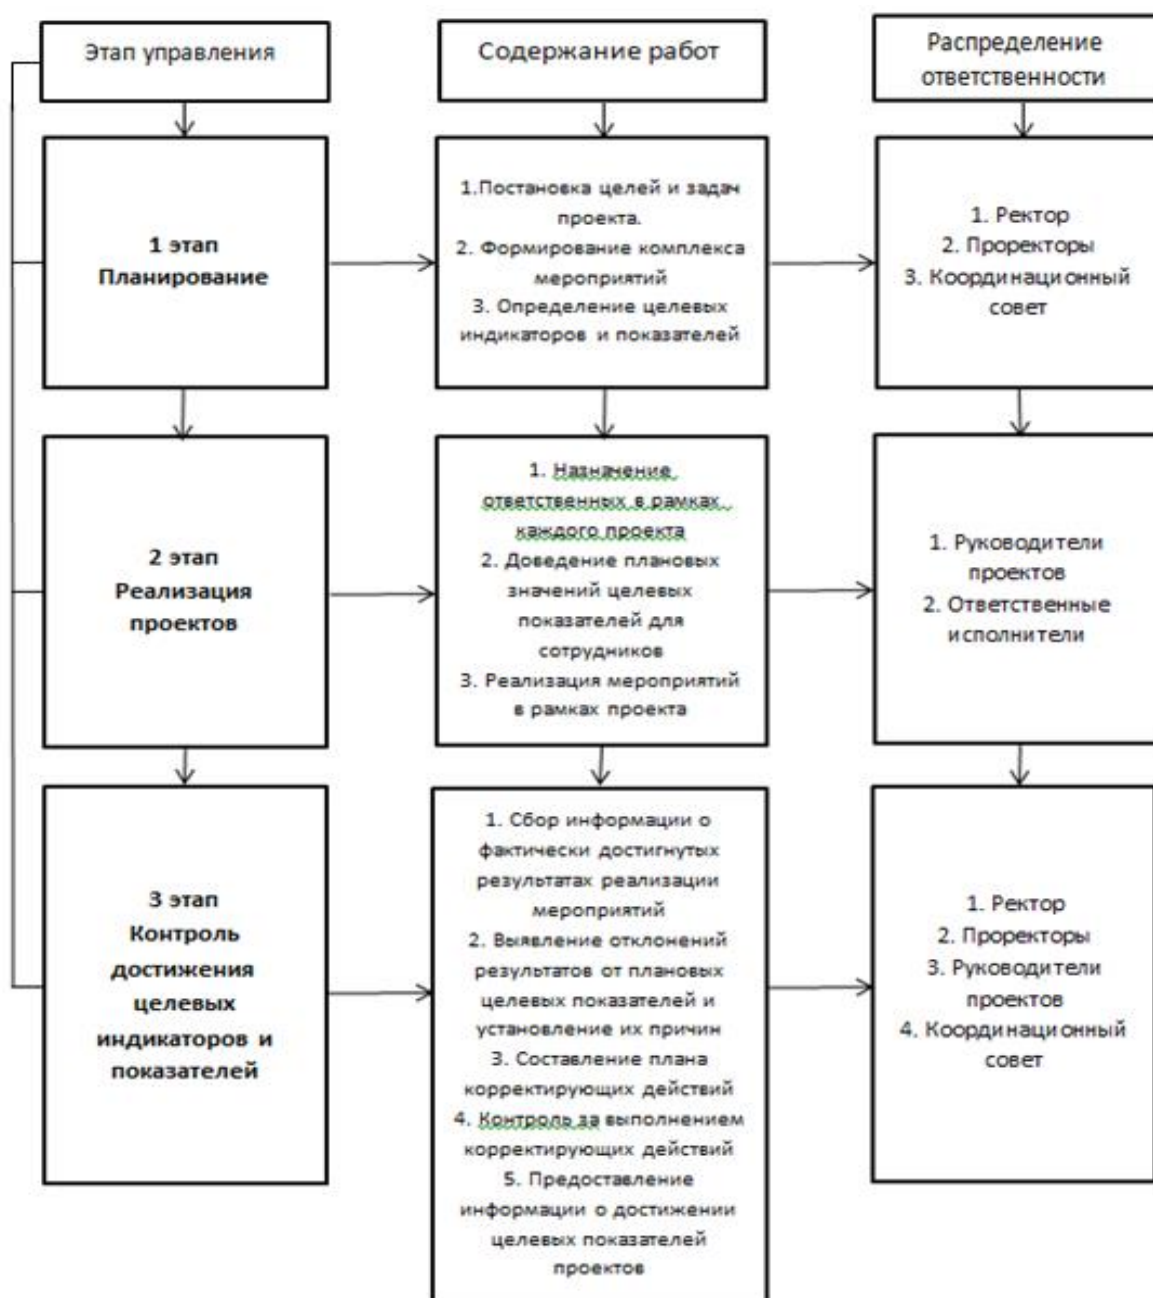 Этап управления
Содержание работ
Распределение
ответственности
1 этап
Планирование
1.Постановка целей и задач
проекта.
2. Формирование комплекса
мероприятий
3. Определение целевых
индикаторов и показателей
1. Ректор
2. Проректоры
3. Координационный
совет
2 этап
Реализация
проектов
1. Назначение
ответственных в рамках
каждого проекта
2. Доведение плановых
значений целевых
показателей для
сотрудников
3. Реализация мероприятий
в рамках проекта
1. Руководители
проектов
2. Ответственные
исполнители
3 этап
Контроль
достижения
целевых
индикаторов и
показателей
1. Сбор информации о
фактически достигнутых
результатах реализации
мероприятий
2. Выявление отклонений
результатов от плановых
целевых показателей и
установление их причин
3. Составление плана
корректирующих действий
4. Контроль за выполнением
корректирующих действий
5. Предоставление
информации о достижении
целевых показателей
проектов
1. Ректор
2. Проректоры
3. Руководители
проектов
4. Координационный
совет